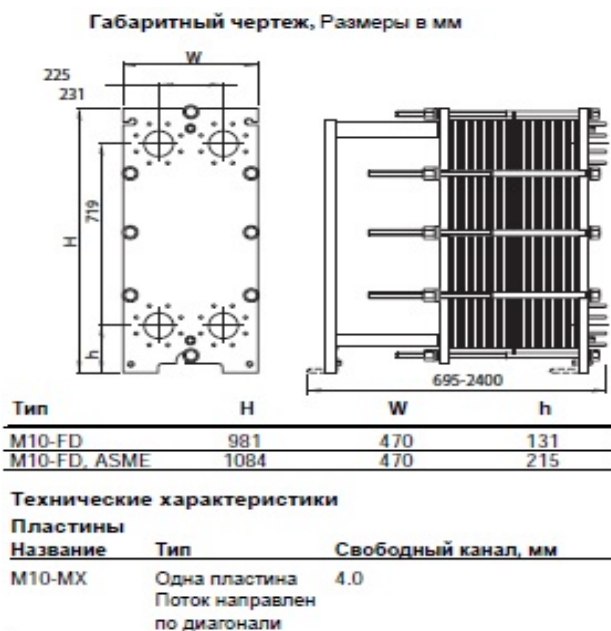 Габаритный чертеж, Размеры в мм
W
225
231
719
H
h
695-2400
Тип H W h
M10-FD 981 470 131
M10-FD, ASME 1084 470 215
Технические характеристики
Пластины
Название Тип Свободный канал, мм
M10-MX Одна пластина 4.0
Поток направлен
по диагонали